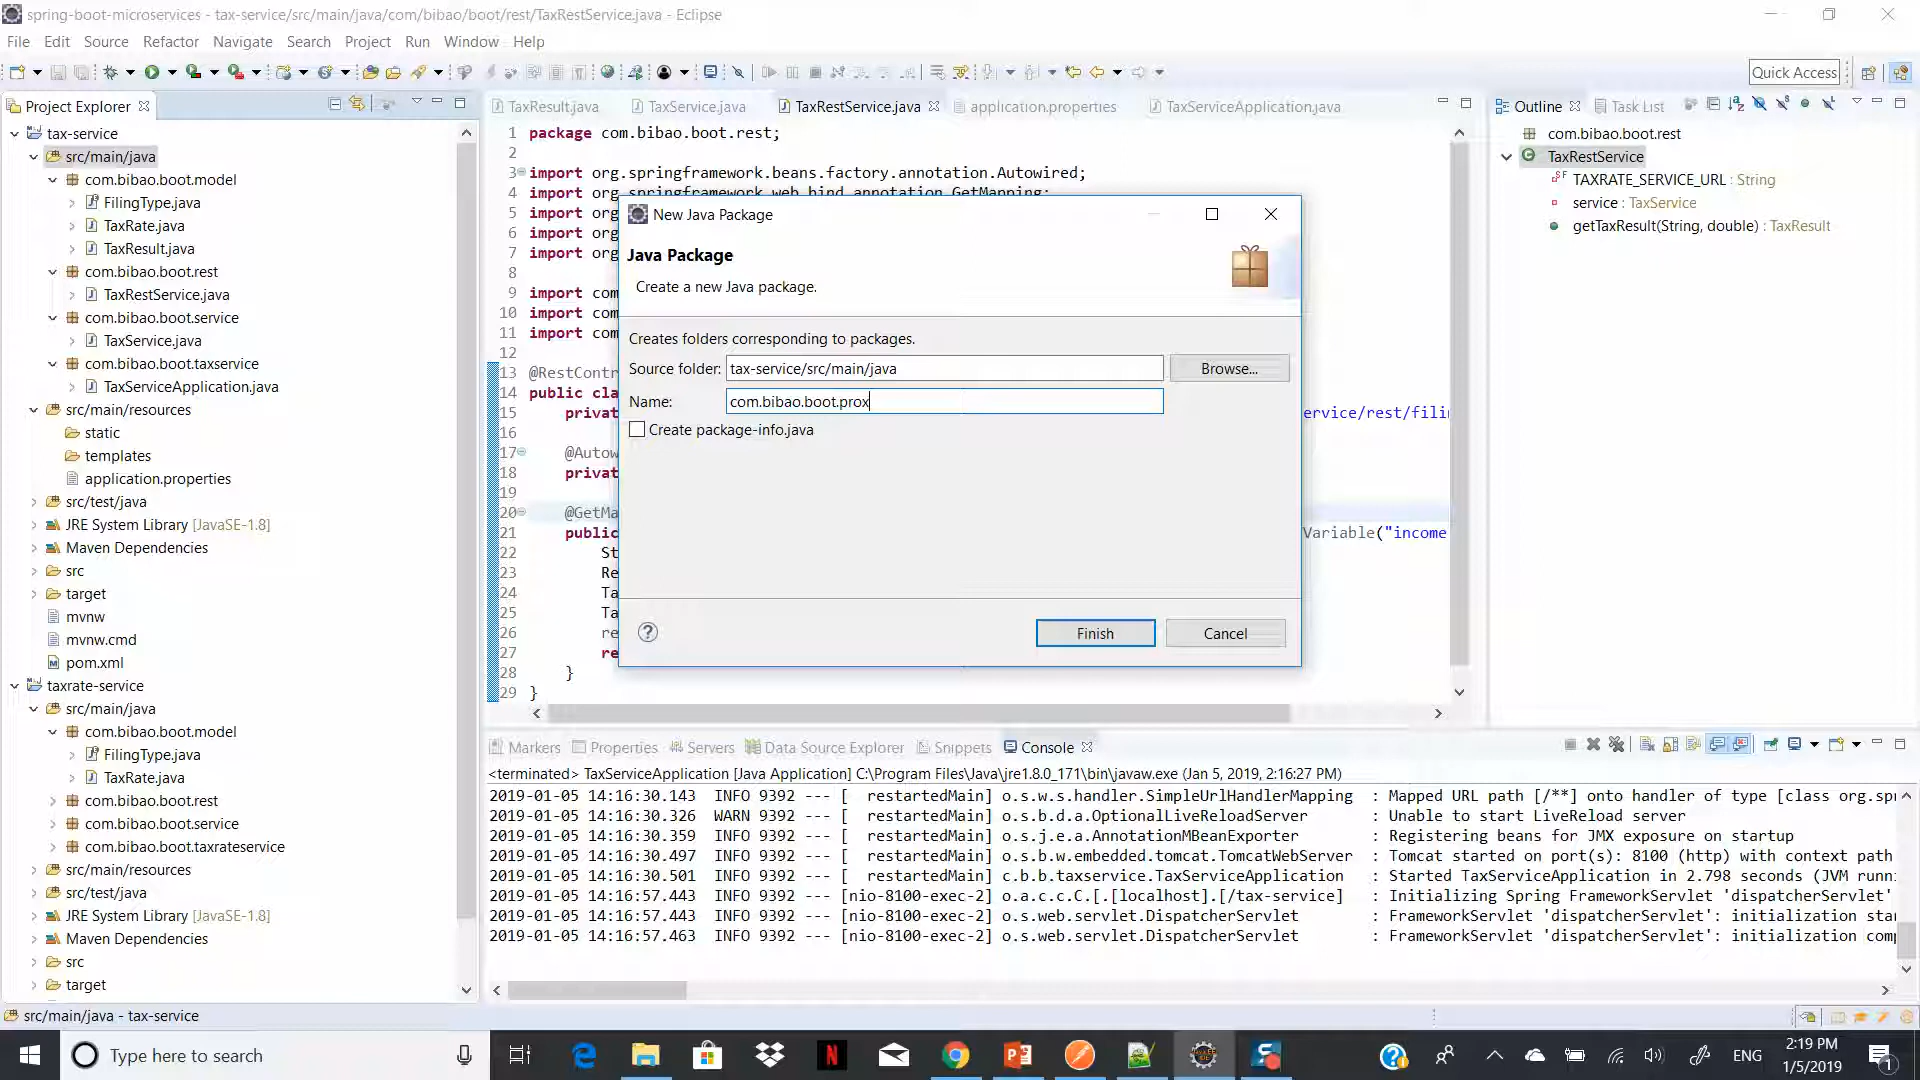 spring-boot-microservices - tax-service/src/main/java/com/bibao/boot/rest/TaxRestService.java - Eclipse
File Edit Source Refactor Navigate Search Project Run Window Help
Quick Access
Project Explorer
tax-service
src/main/java
com.bibao.boot.model
FilingType.java
TaxRate.java
TaxResult.java
com.bibao.boot.rest
TaxRestService.java
com.bibao.boot.service
TaxService.java
com.bibao.boot.taxservice
TaxServiceApplication.java
src/main/resources
static
templates
application.properties
src/test/java
JRE System Library [JavaSE-1.8]
Maven Dependencies
src
target
mvnw
mvnw.cmd
pom.xml
taxrate-service
src/main/java
com.bibao.boot.model
FilingType.java
TaxRate.java
com.bibao.boot.rest
com.bibao.boot.service
com.bibao.boot.taxrateservice
src/main/resources
src/test/java
JRE System Library [JavaSE-1.8]
Maven Dependencies
src
target
TaxResult.java TaxService.java TaxRestService.java application.properties TaxServiceApplication.java
1 package com.bibao.boot.rest;
2
3 import org.springframework.beans.factory.annotation.Autowired;
4 import org.springframework.web.bind.annotation.GetMapping;
5 import org
6 import org
7 import org
8
9 import com
10 import com
11 import com
12
13 @RestContr
14 public cla
15 private ervice/rest/filin
16
17 @Autow
18 private
19
20 @GetMa
21 public Variable("income
22 St
23 Re
24 Ta
25 Ta
26 re
27 re
28 }
29 }
New Java Package
Java Package
Create a new Java package.
Creates folders corresponding to packages.
Source folder: tax-service/src/main/java Browse...
Name: com.bibao.boot.prox
Create package-info.java
Finish Cancel
Outline Task List
com.bibao.boot.rest
TaxRestService
TAXRATE_SERVICE_URL : String
service : TaxService
getTaxResult(String, double) : TaxResult
Markers Properties Servers Data Source Explorer Snippets Console
<terminated> TaxServiceApplication [Java Application] C:\Program Files\Java\jre1.8.0_171\bin\javaw.exe (Jan 5, 2019, 2:16:27 PM)
2019-01-05 14:16:30.143 INFO 9392 --- [ restartedMain] o.s.w.s.handler.SimpleUrlHandlerMapping : Mapped URL path [/**] onto handler of type [class org.spr
2019-01-05 14:16:30.326 WARN 9392 --- [ restartedMain] o.s.b.d.a.OptionalLiveReloadServer : Unable to start LiveReload server
2019-01-05 14:16:30.359 INFO 9392 --- [ restartedMain] o.s.j.e.a.AnnotationMBeanExporter : Registering beans for JMX exposure on startup
2019-01-05 14:16:30.497 INFO 9392 --- [ restartedMain] o.s.b.w.embedded.tomcat.TomcatWebServer : Tomcat started on port(s): 8100 (http) with context path
2019-01-05 14:16:30.501 INFO 9392 --- [ restartedMain] c.b.b.taxservice.TaxServiceApplication : Started TaxServiceApplication in 2.798 seconds (JVM runni
2019-01-05 14:16:57.443 INFO 9392 --- [nio-8100-exec-2] o.a.c.c.C.[.[localhost].[/tax-service] : Initializing Spring FrameworkServlet 'dispatcherServlet'
2019-01-05 14:16:57.443 INFO 9392 --- [nio-8100-exec-2] o.s.web.servlet.DispatcherServlet : FrameworkServlet 'dispatcherServlet': initialization star
2019-01-05 14:16:57.463 INFO 9392 --- [nio-8100-exec-2] o.s.web.servlet.DispatcherServlet : FrameworkServlet 'dispatcherServlet': initialization comp
src/main/java - tax-service
Type here to search
ENG
2:19 PM
1/5/2019
1